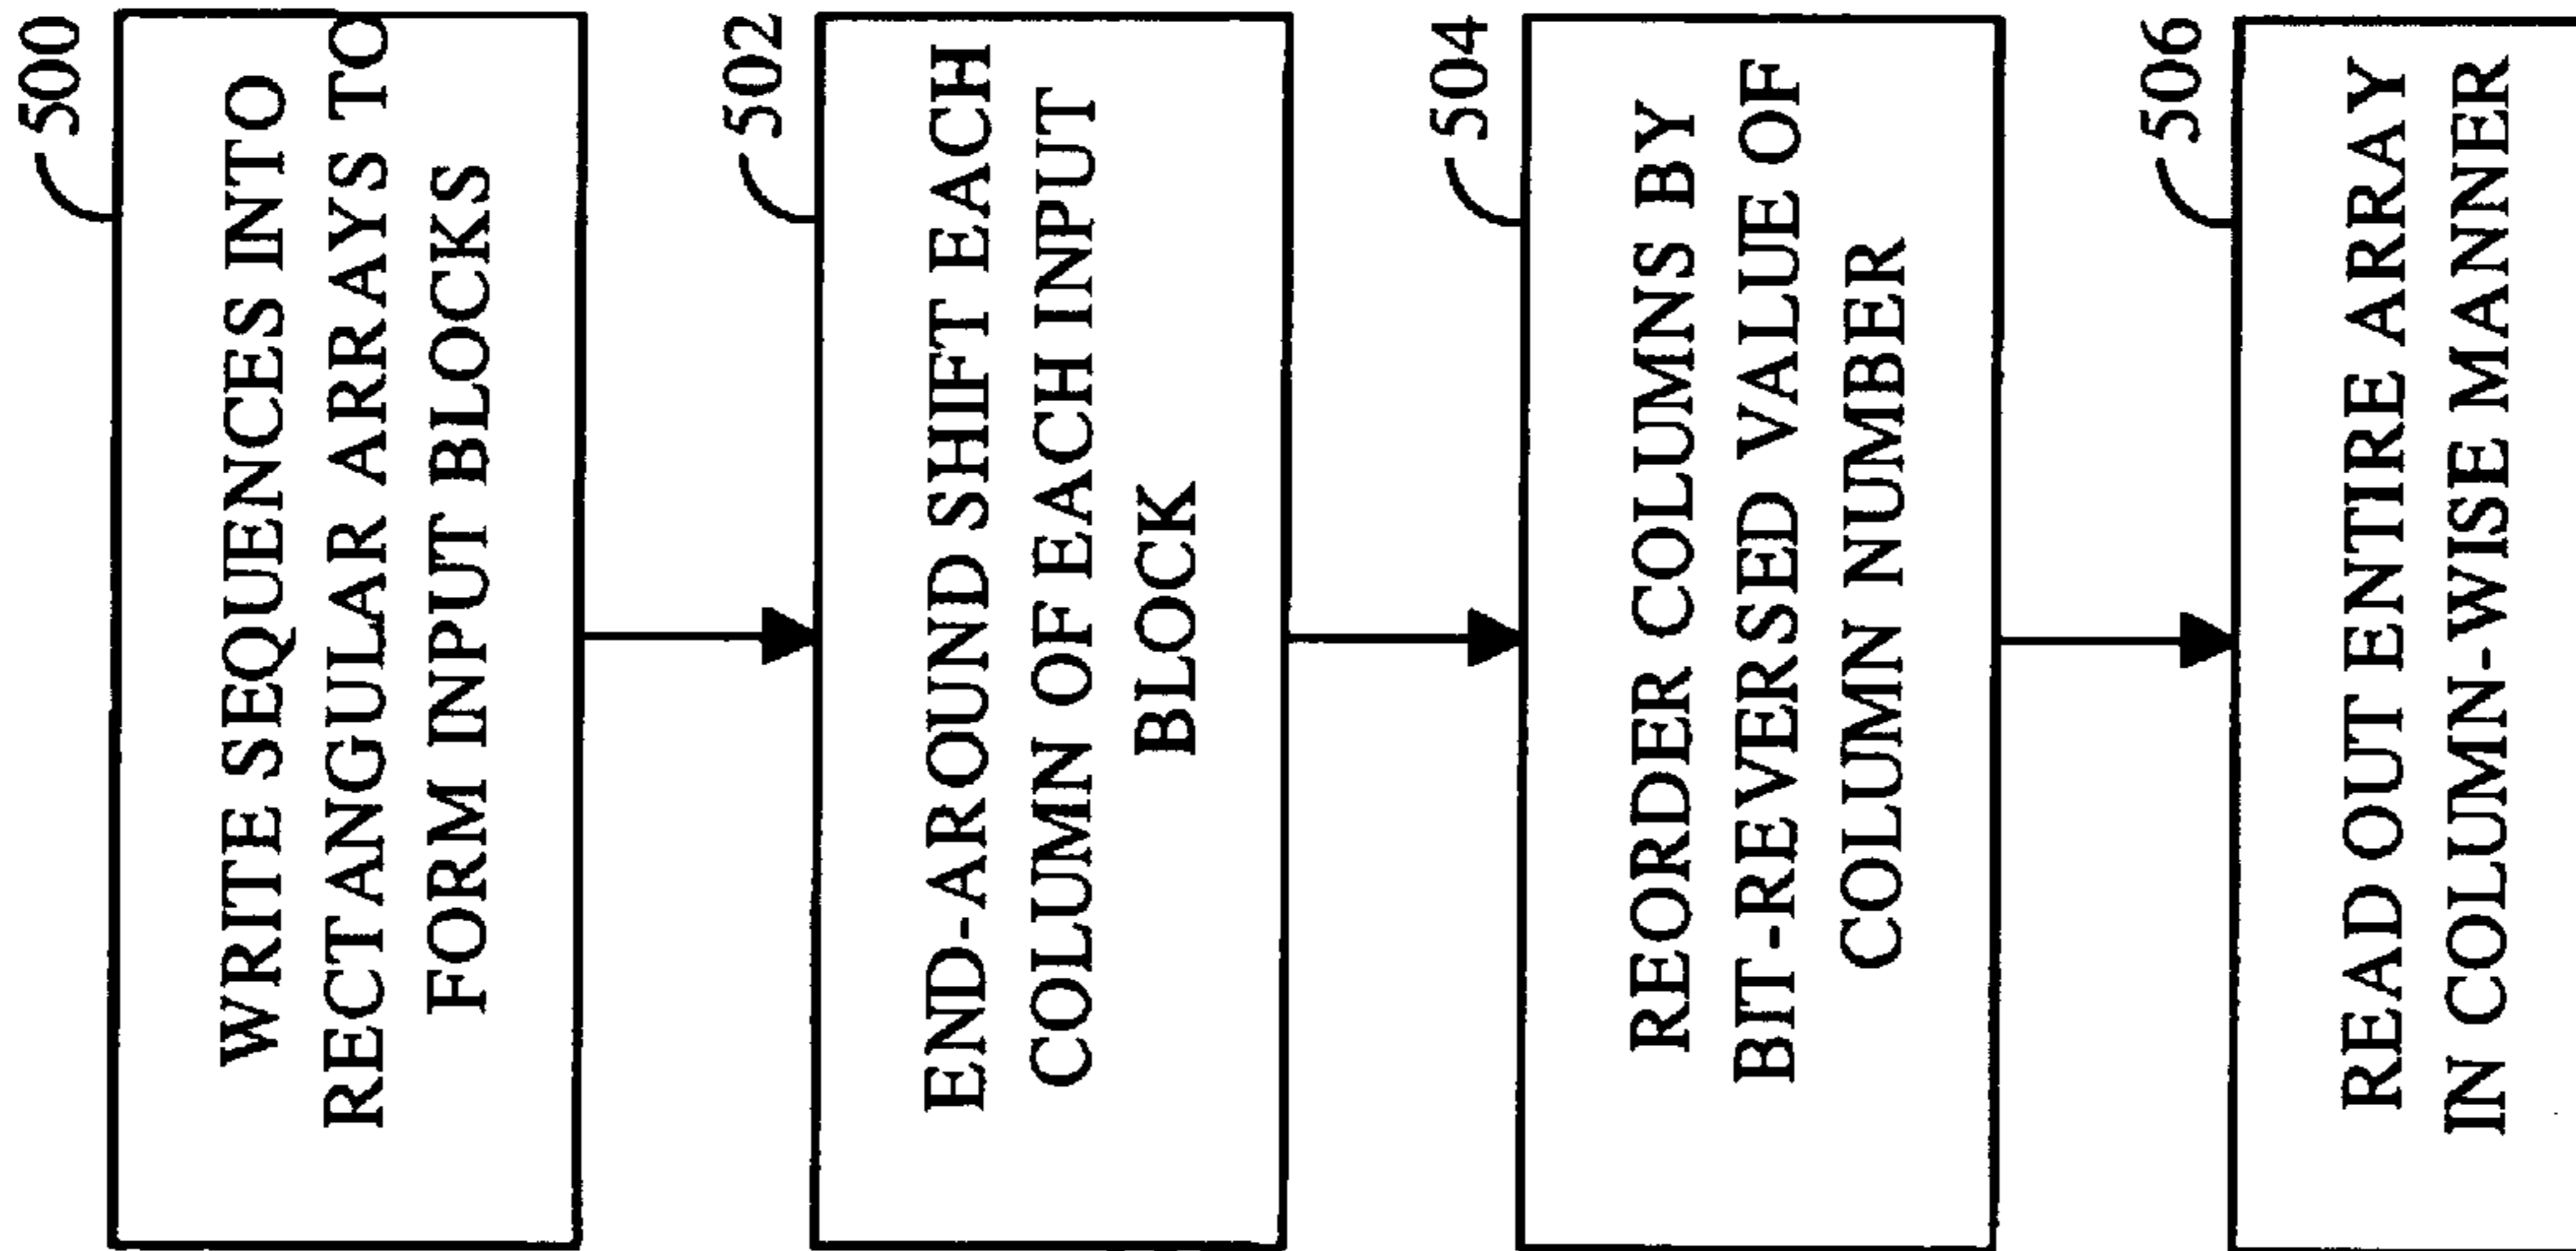 500
WRITE SEQUENCES INTO
RECTANGULAR ARRAYS TO
FORM INPUT BLOCKS
502
END-AROUND SHIFT EACH
COLUMN OF EACH INPUT
BLOCK
504
REORDER COLUMNS BY
BIT-REVERSED VALUE OF
COLUMN NUMBER
506
READ OUT ENTIRE ARRAY
IN COLUMN-WISE MANNER